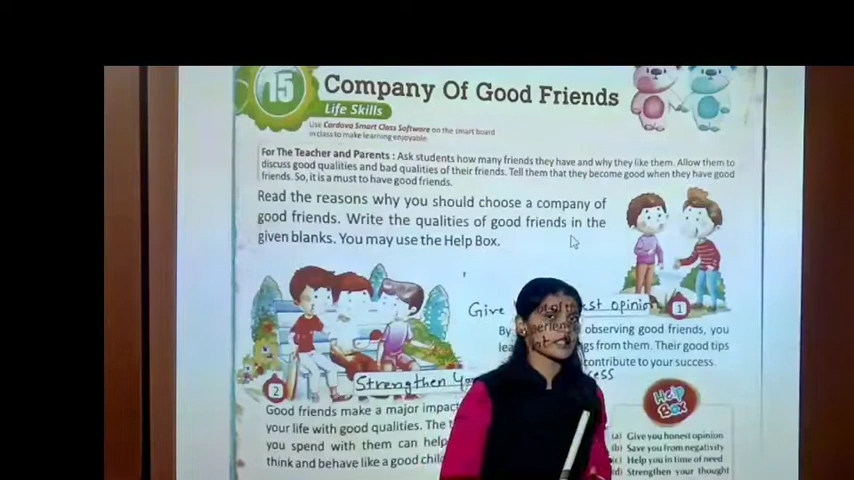 15
Company Of Good Friends
Life Skills
Use Cordova Smart Class Software on the smart board
in class to make learning enjoyable.
For The Teacher and Parents : Ask students how many friends they have and why they like them. Allow them to
discuss good qualities and bad qualities of their friends. Tell them that they become good when they have good
friends. So, it is a must to have good friends.
Read the reasons why you should choose a company of
good friends. Write the qualities of good friends in the
given blanks. You may use the Help Box.
Give opinion
1
By observing good friends, you
from them. Their good tips
contribute to your success.
2
Strengthen
Good friends make a major impact
your life with good qualities. The
you spend with them can help
think and behave like a good child
Help Box
(a) Give you honest opinion
(b) Save you from negativity
(c) Help you in time of need
(d) Strengthen your thought